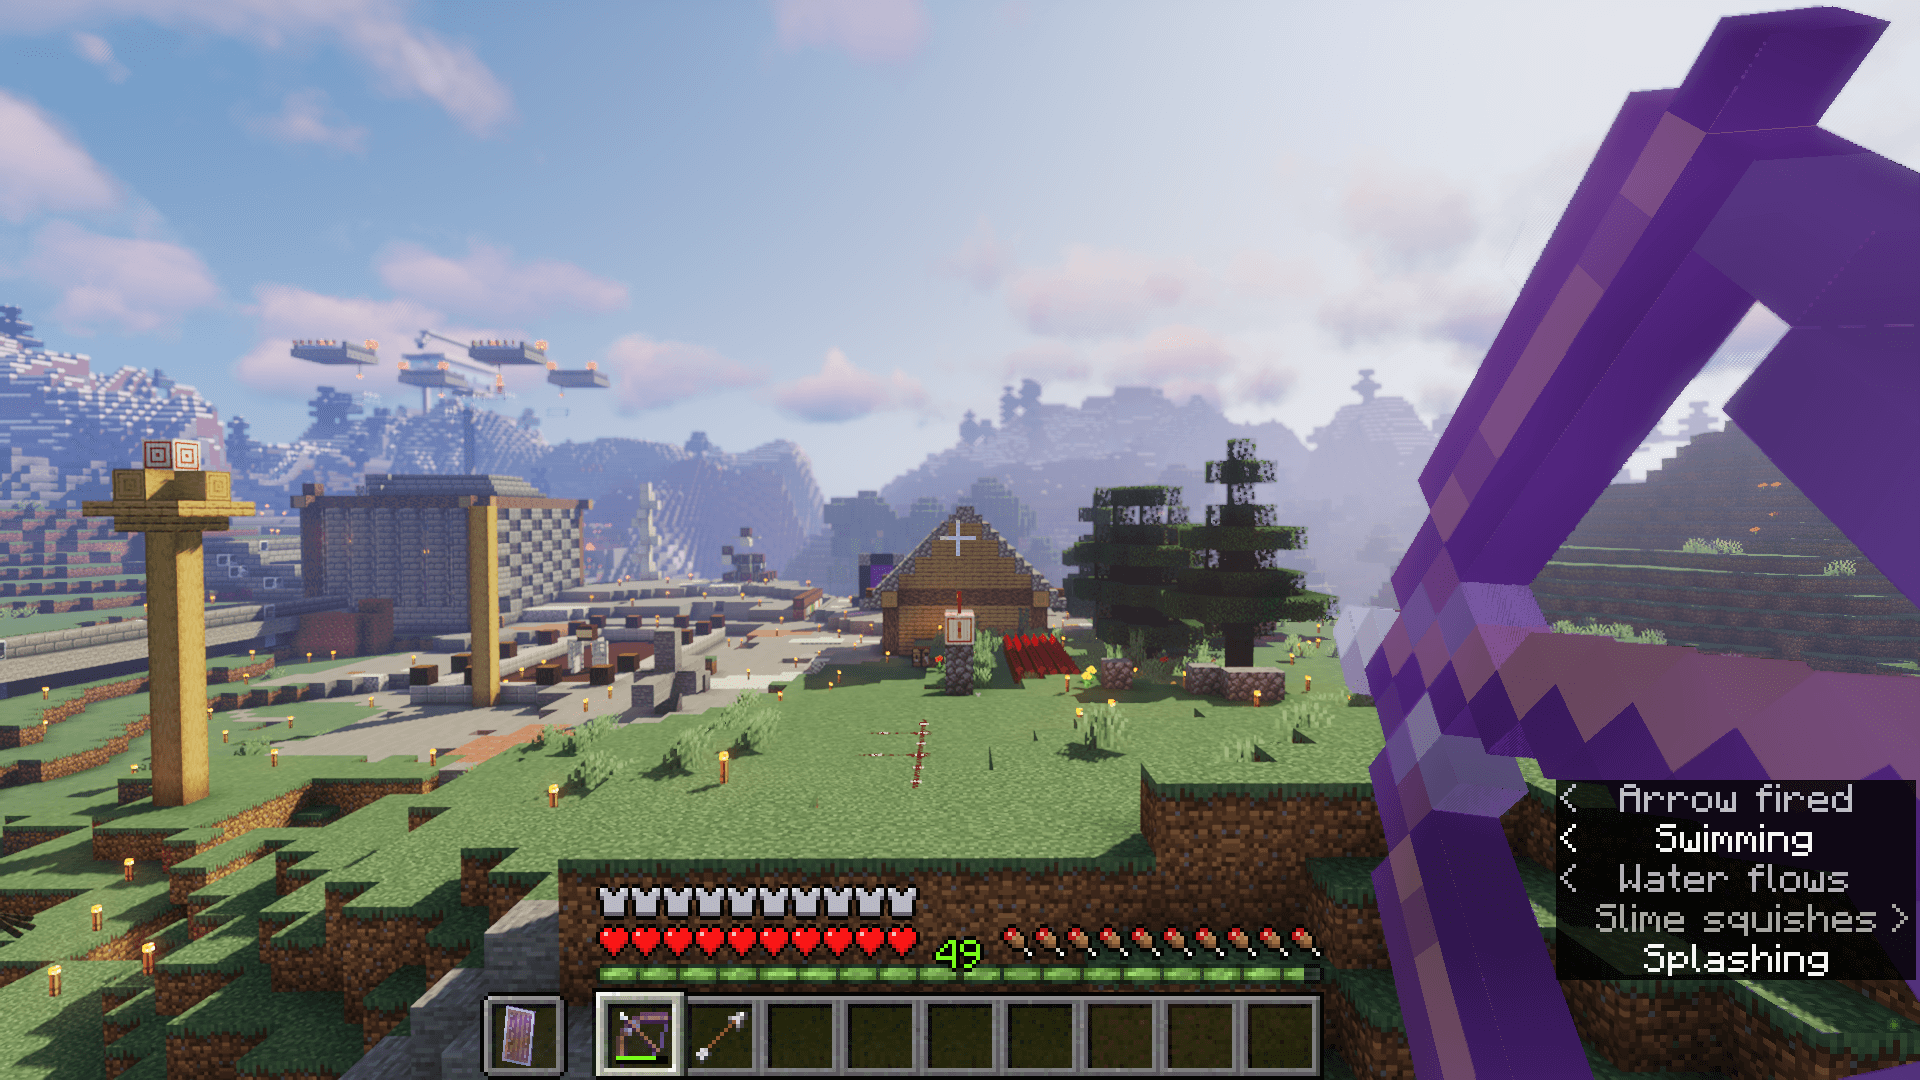 < Arrow fired
< Swimming
< Water flows
Slime squishes >
Splashing
49